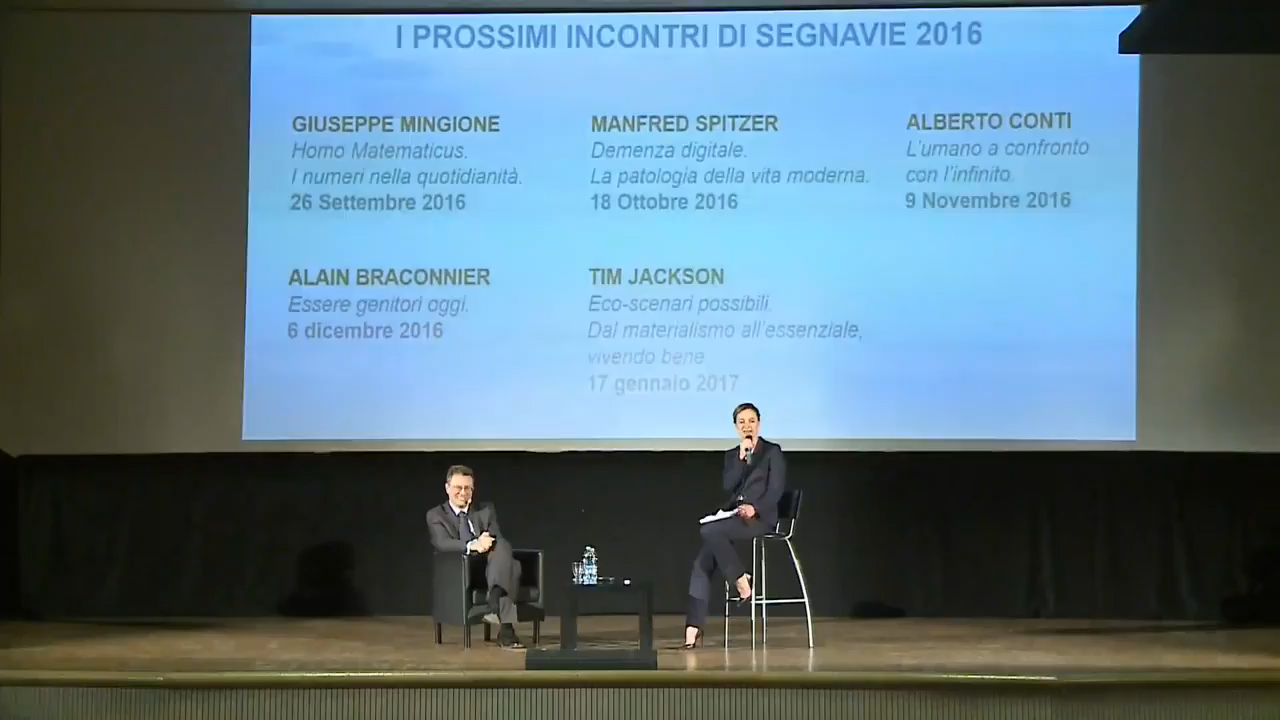 I PROSSIMI INCONTRI DI SEGNAVIE 2016
GIUSEPPE MINGIONE
Homo Matematicus.
I numeri nella quotidianità.
26 Settembre 2016
MANFRED SPITZER
Demenza digitale.
La patologia della vita moderna.
18 Ottobre 2016
ALBERTO CONTI
L'umano a confronto
con l'infinito.
9 Novembre 2016
ALAIN BRACONNIER
Essere genitori oggi.
6 dicembre 2016
TIM JACKSON
Eco-scenari possibili.
Dal materialismo all'essenziale,
vivendo bene
17 gennaio 2017